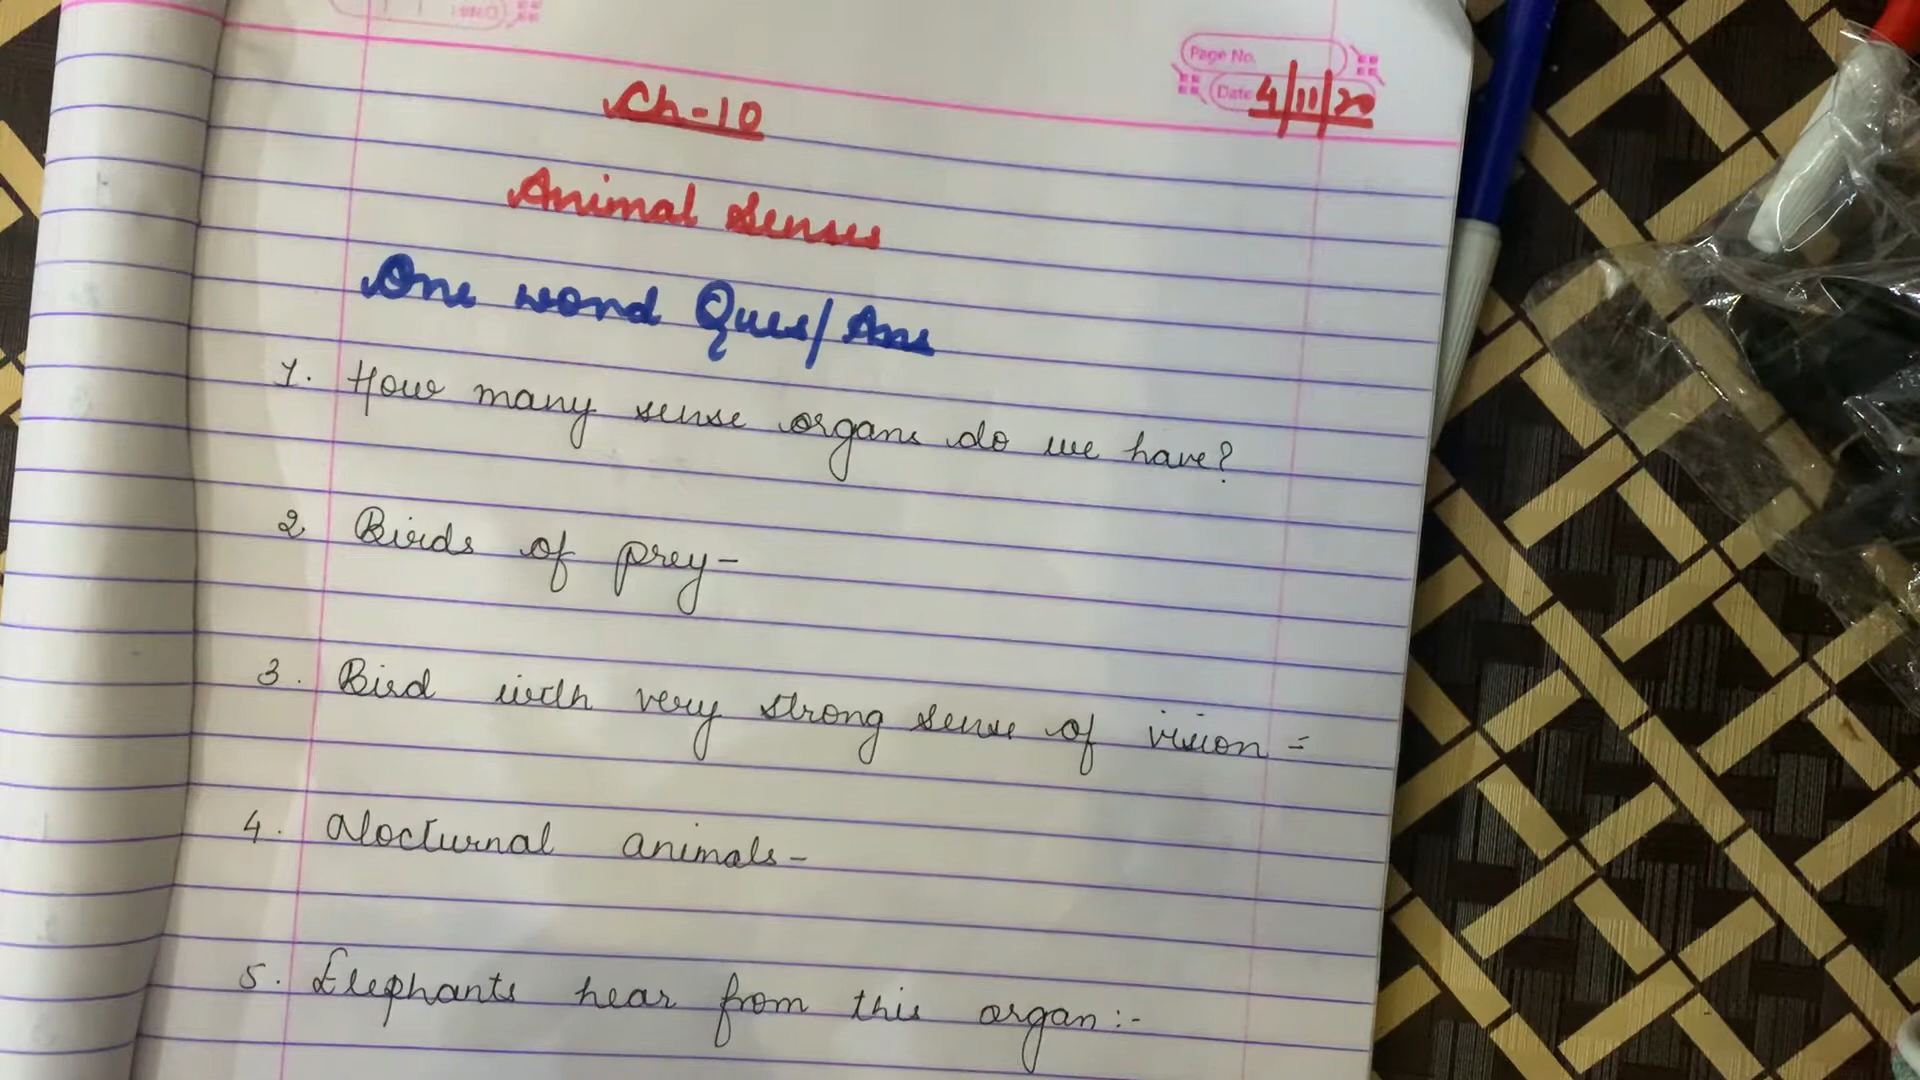 Page No.
Date 4/11/20
Ch-10
Animal Senses
One word Ques/Ans
1. How many sense organs do we have?
2. Birds of prey-
3. Bird with very strong sense of vision =
4. Nocturnal animals-
5. Elephants hear from this organ:-